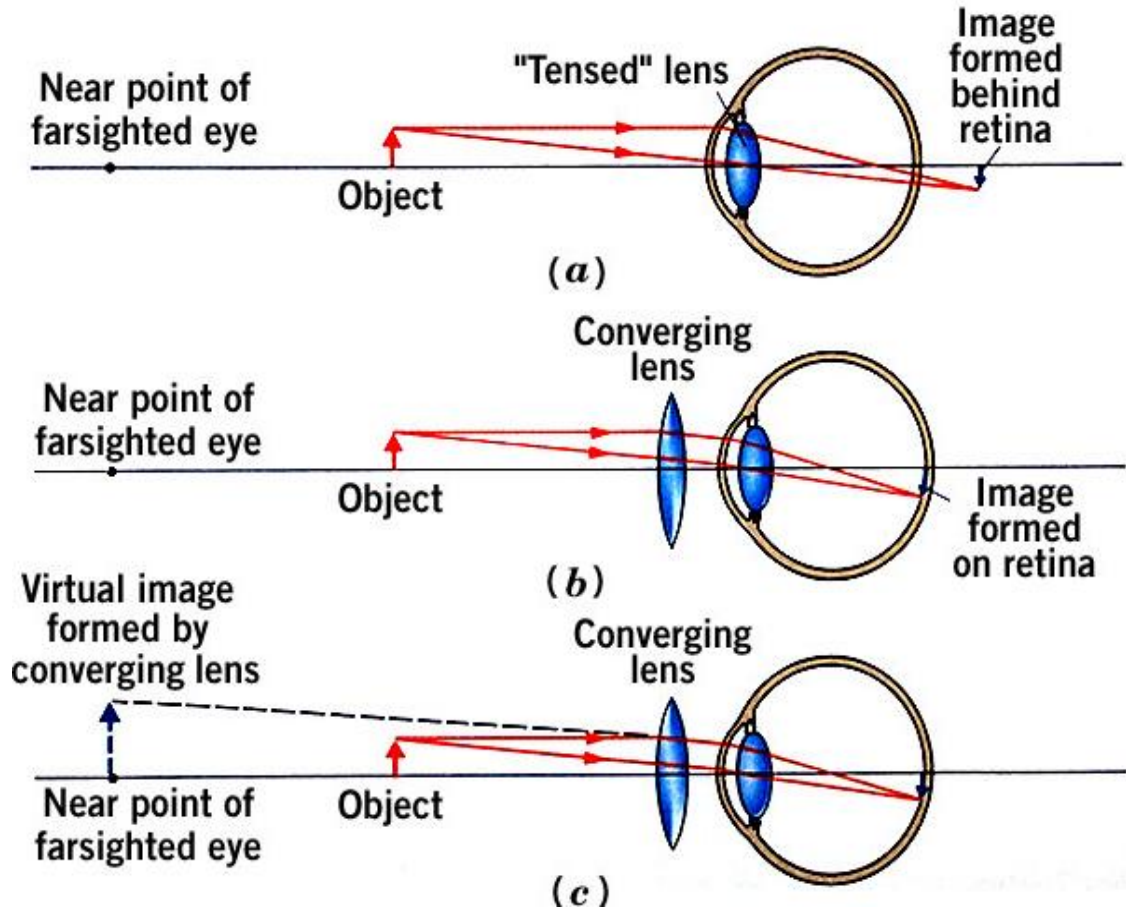 Near point of
farsighted eye
"Tensed" lens
Image
formed
behind
retina
Object
(a)
Near point of
farsighted eye
Converging
lens
Object
Image
formed
on retina
(b)
Virtual image
formed by
converging lens
Converging
lens
Near point of
farsighted eye
Object
(c)